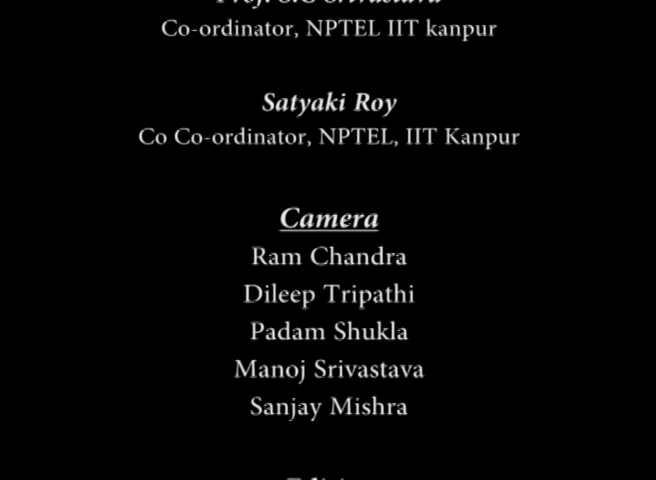 Co-ordinator, NPTEL IIT kanpur
Satyaki Roy
Co Co-ordinator, NPTEL, IIT Kanpur
Camera
Ram Chandra
Dileep Tripathi
Padam Shukla
Manoj Srivastava
Sanjay Mishra